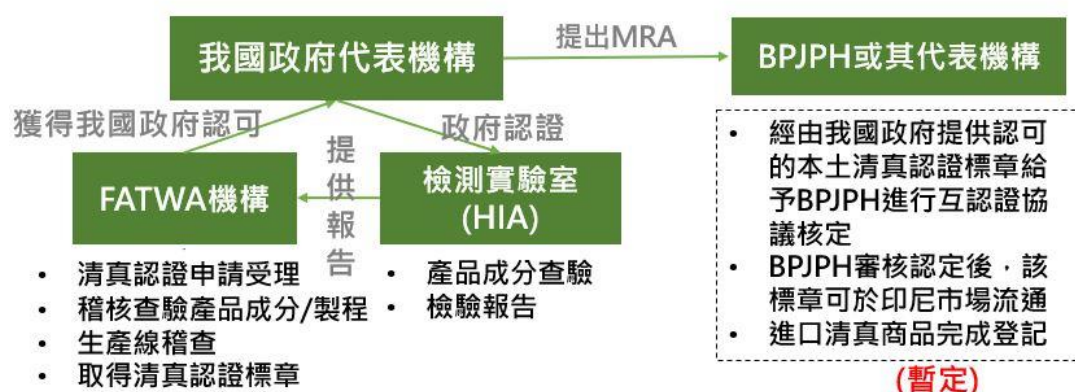 我國政府代表機構
提出MRA
BPJPH或其代表機構
獲得我國政府認可
政府認證
提供報告
FATWA機構
檢測實驗室
(HIA)
• 清真認證申請受理
• 稽核查驗產品成分/製程
• 生產線稽查
• 取得清真認證標章
• 產品成分查驗
• 檢驗報告
• 經由我國政府提供認可
的本土清真認證標章給
予BPJPH進行互認證協
議核定
• BPJPH審核認定後,該
標章可於印尼市場流通
• 進口清真商品完成登記
(暫定)